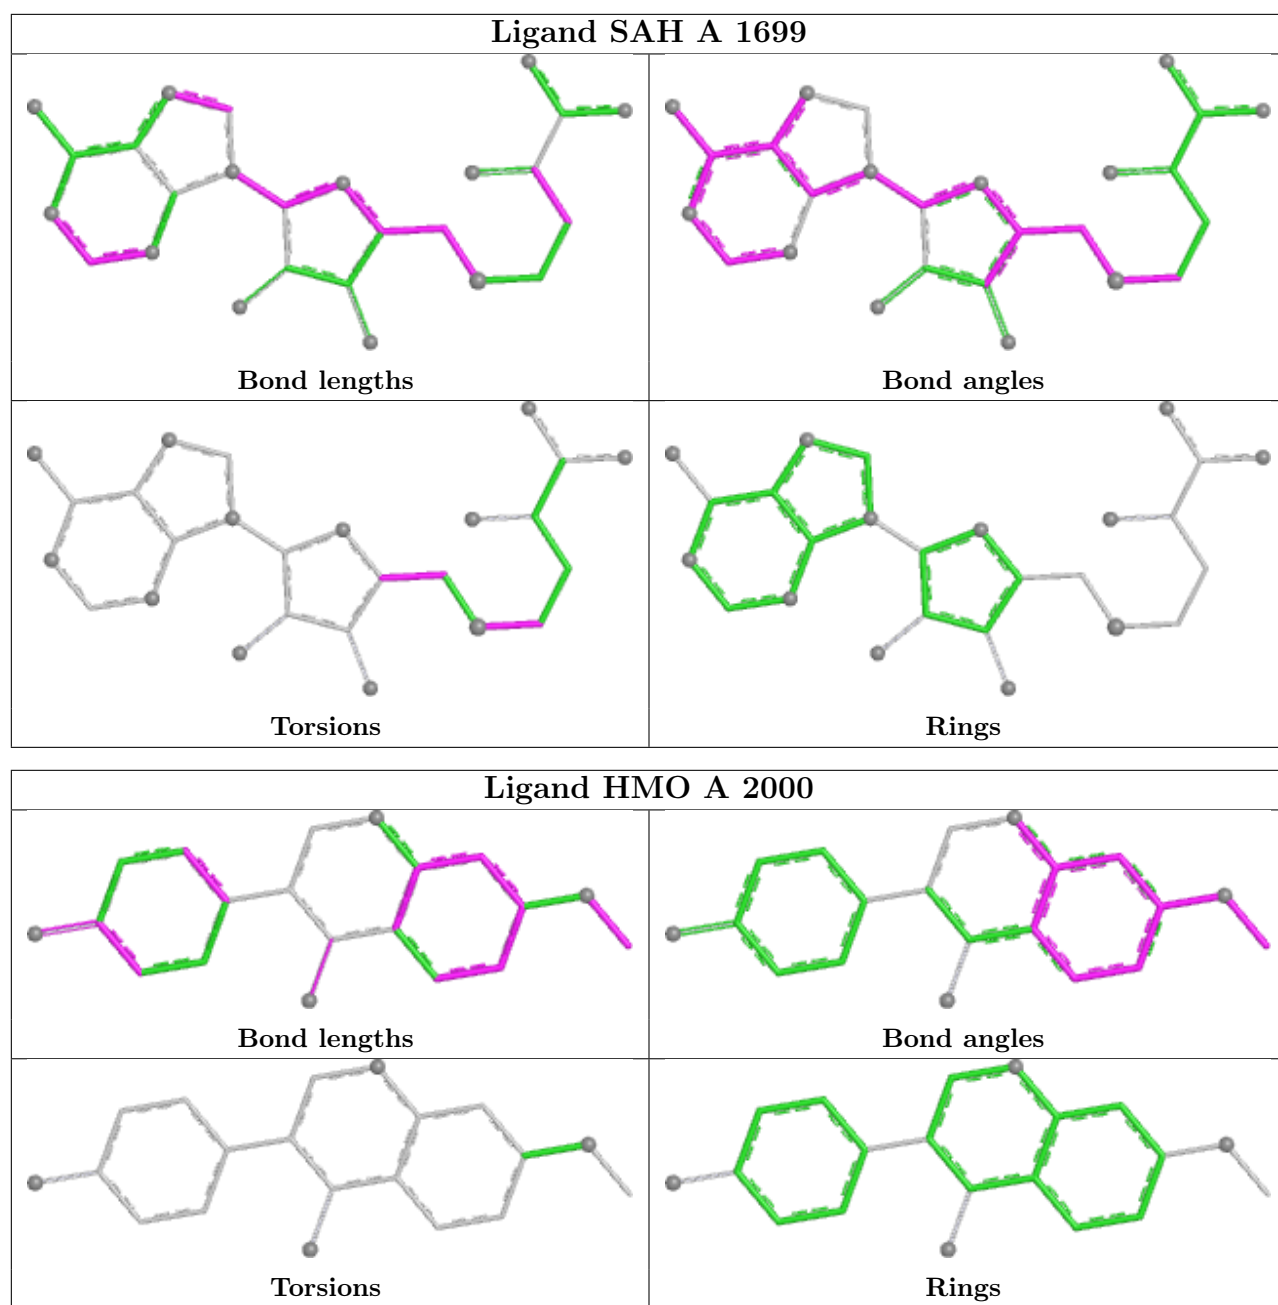 Ligand SAH A 1699
Bond lengths
Bond angles
Torsions
Rings
Ligand HMO A 2000
Bond lengths
Bond angles
Torsions
Rings